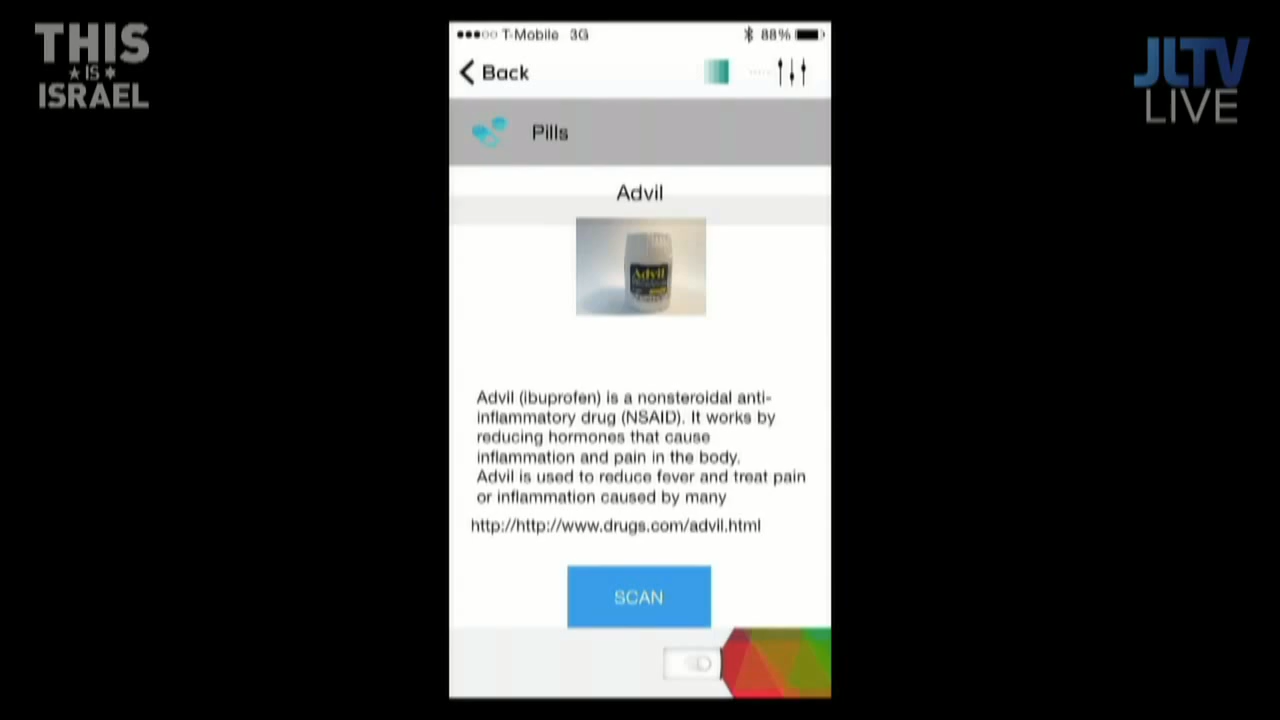 THIS
IS
ISRAEL
JLTV
LIVE
T-Mobile 3G
88%
Back
Pills
Advil
Advil
Advil (ibuprofen) is a nonsteroidal anti-
inflammatory drug (NSAID). It works by
reducing hormones that cause
inflammation and pain in the body.
Advil is used to reduce fever and treat pain
or inflammation caused by many
http://http://www.drugs.com/advil.html
SCAN